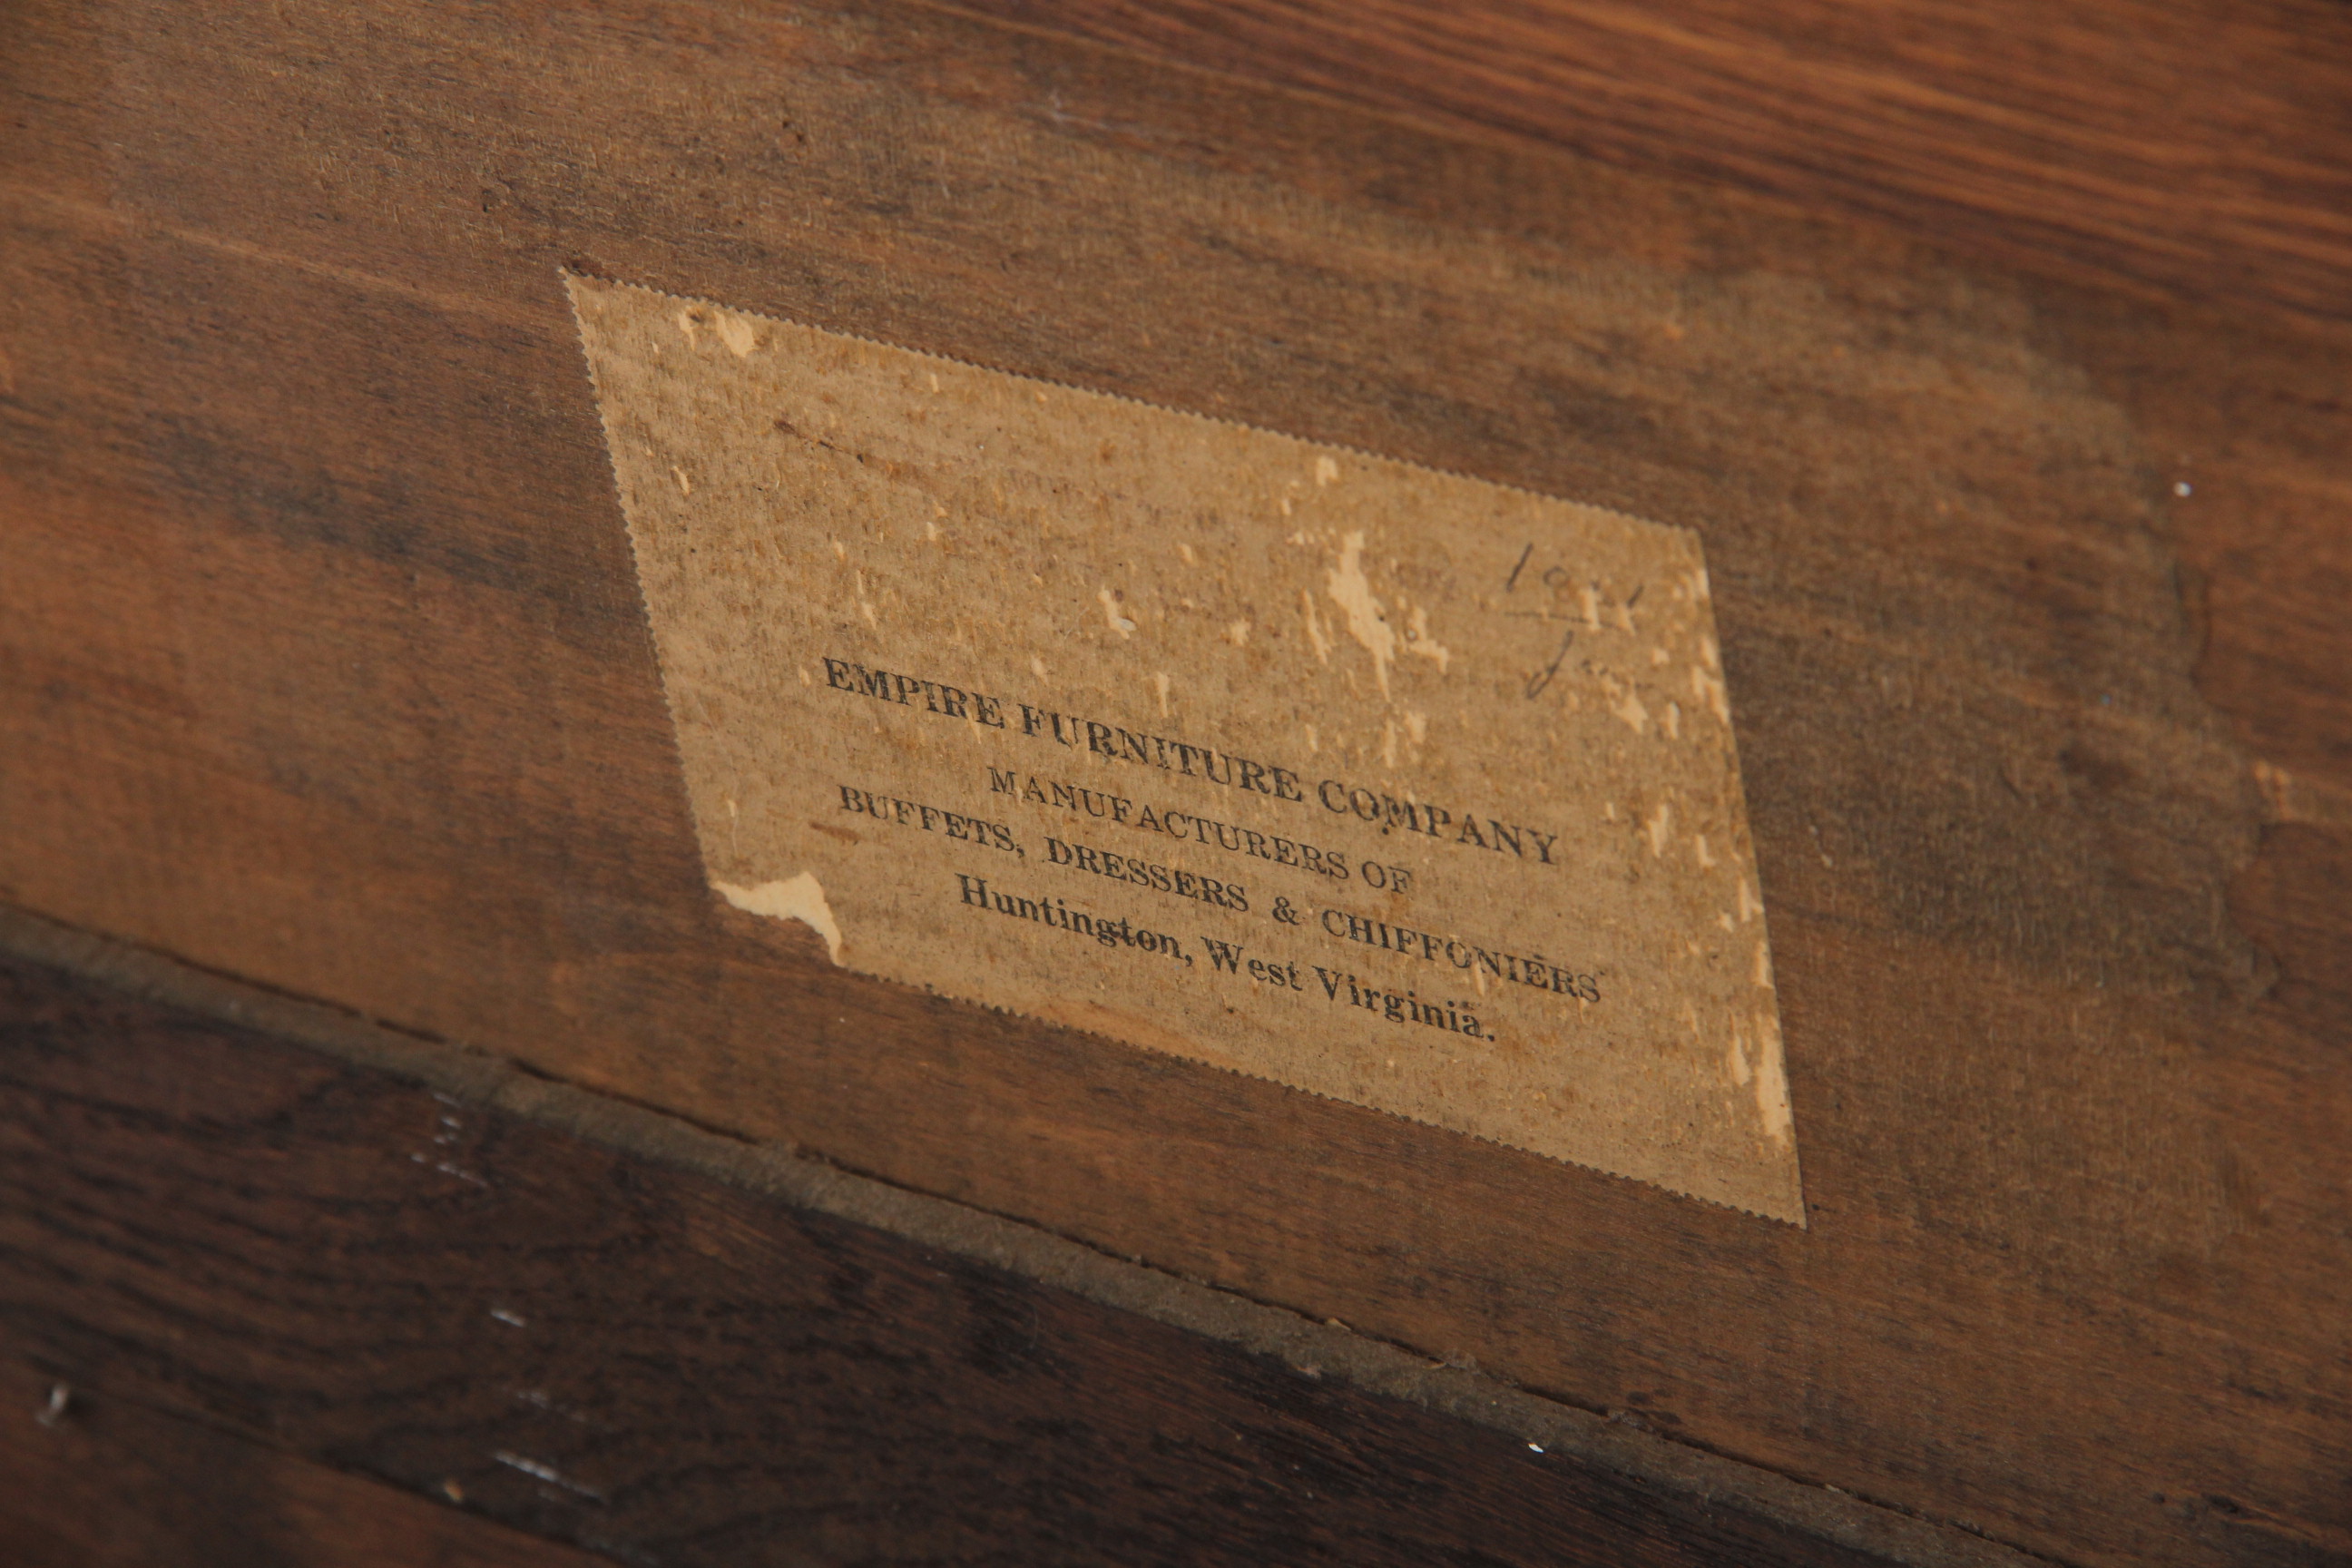 EMPIRE FURNITURE COMPANY
MANUFACTURERS OF
BUFFETS, DRESSERS & CHIFFONIERS
Huntington, West Virginia.